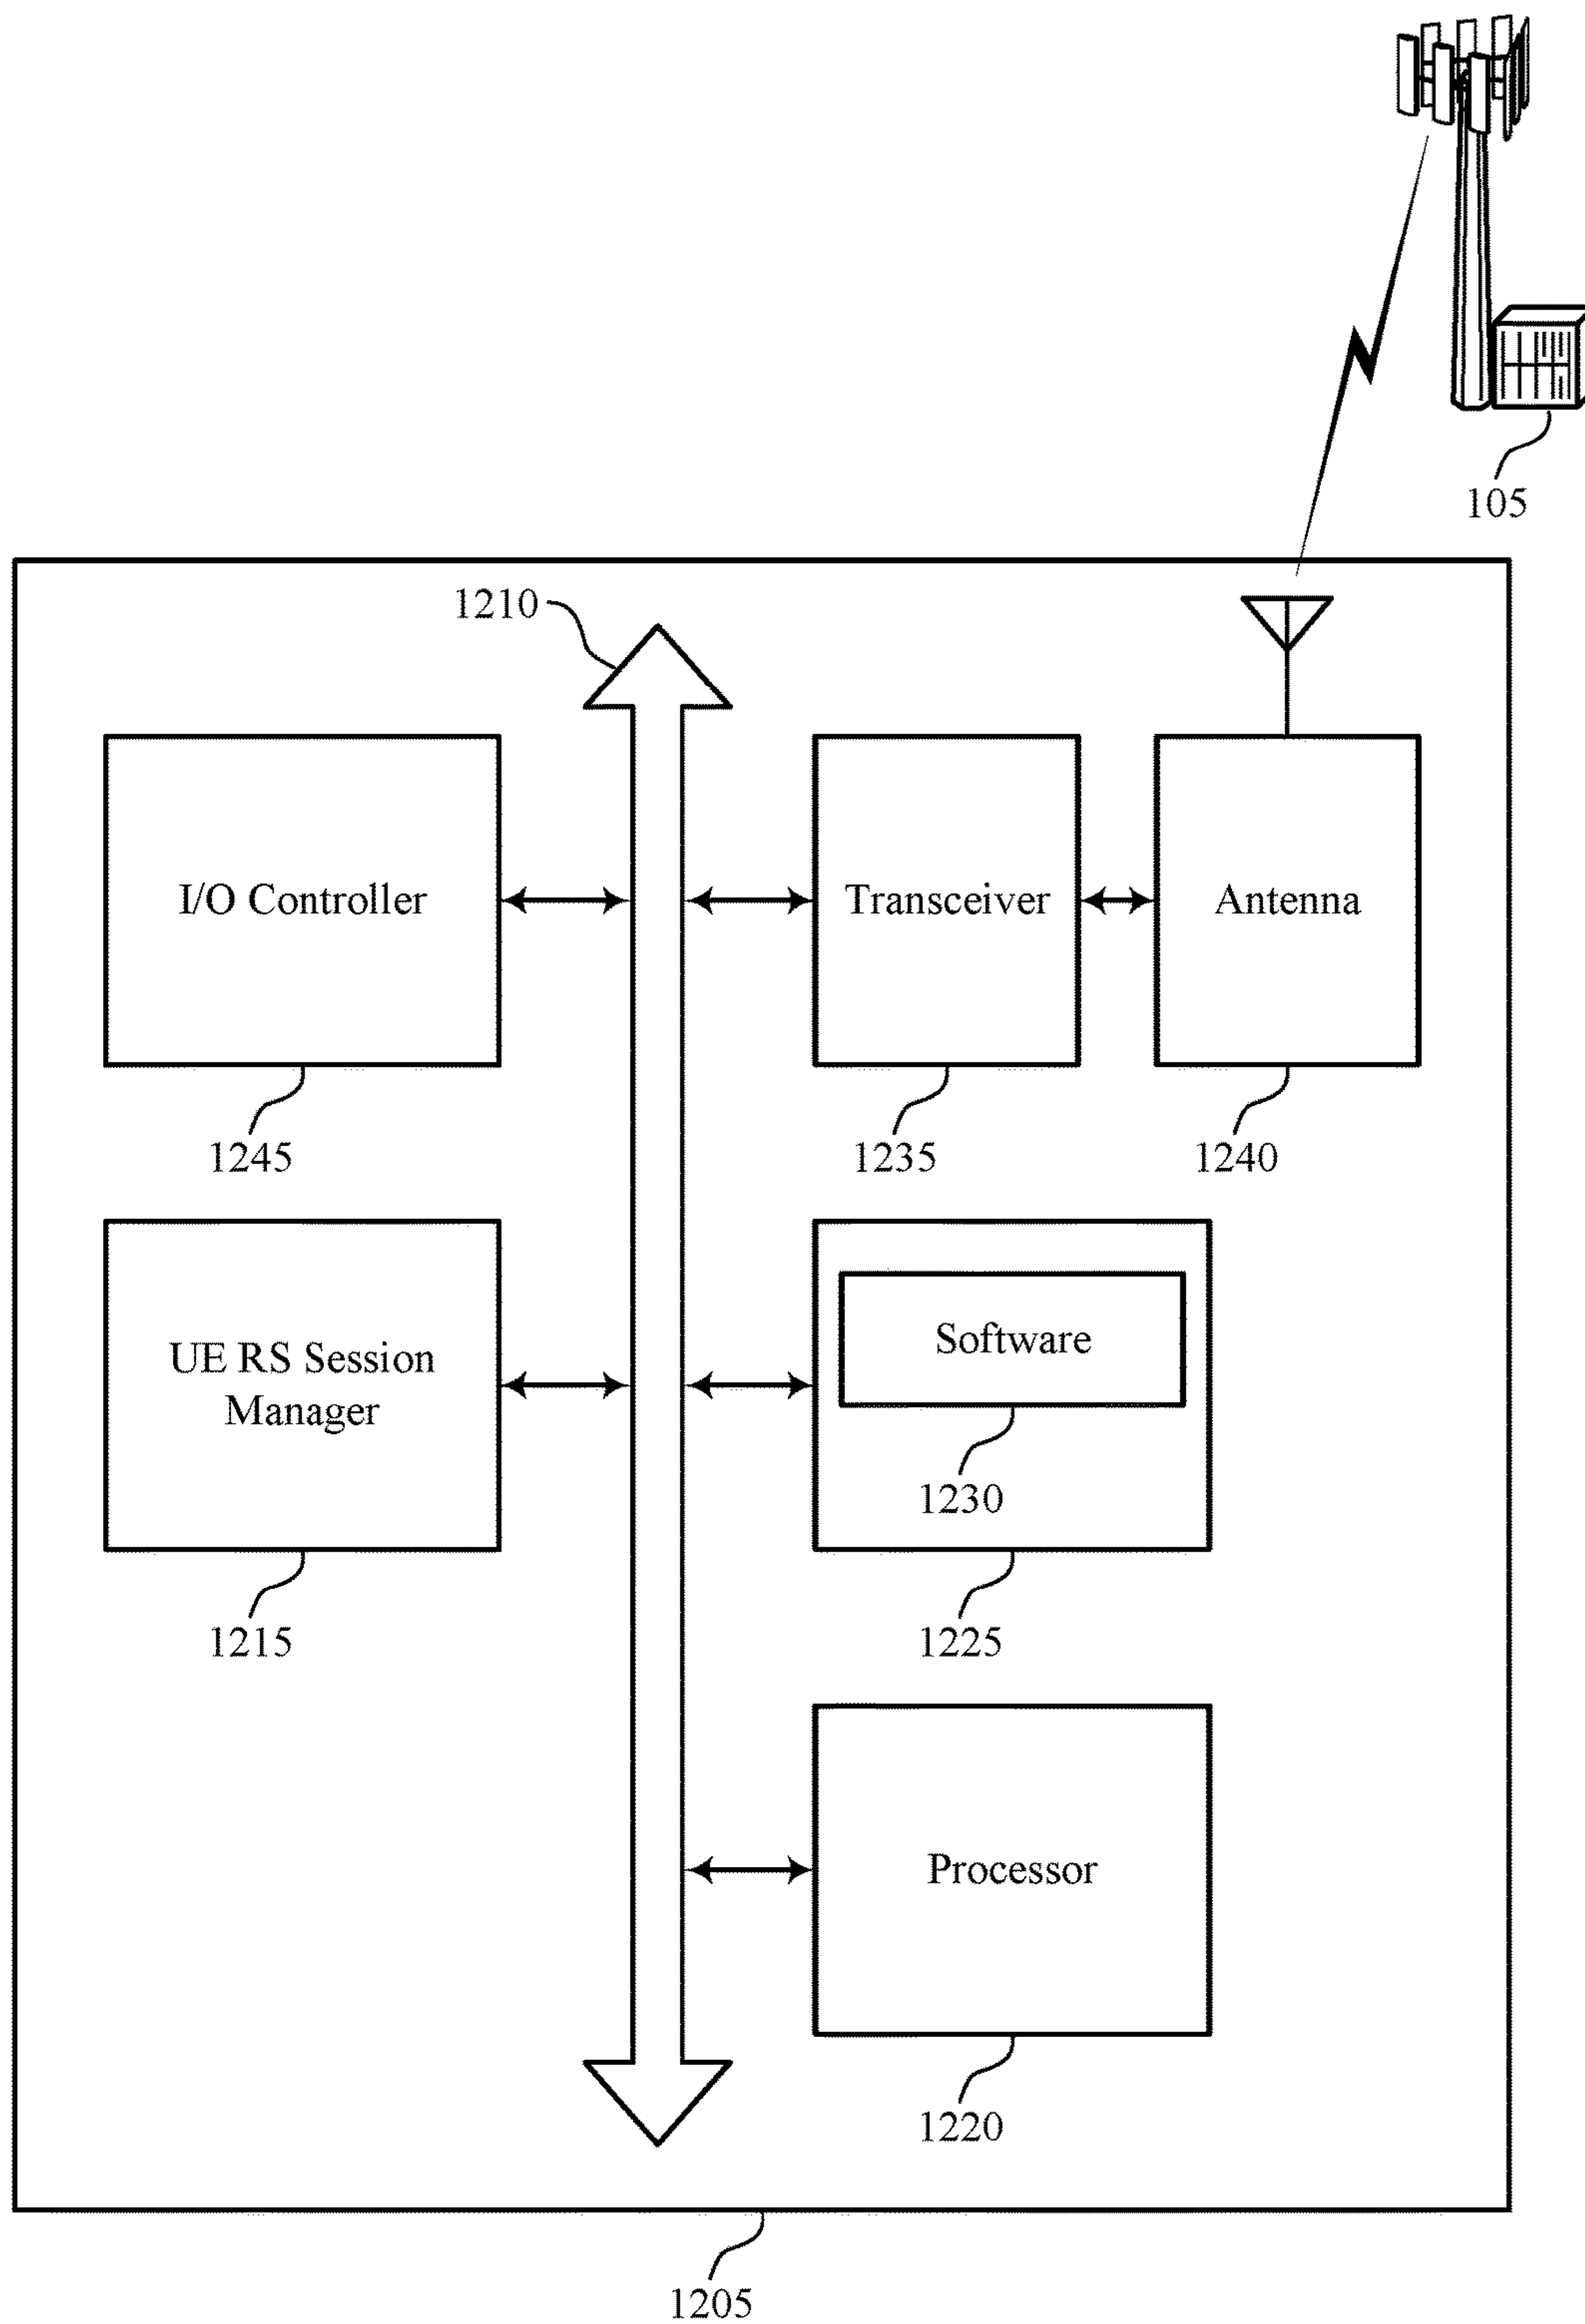 105
1210
I/O Controller
Transceiver
Antenna
1245
1235
1240
UE RS Session
Manager
Software
1230
1215
1225
Processor
1220
1205